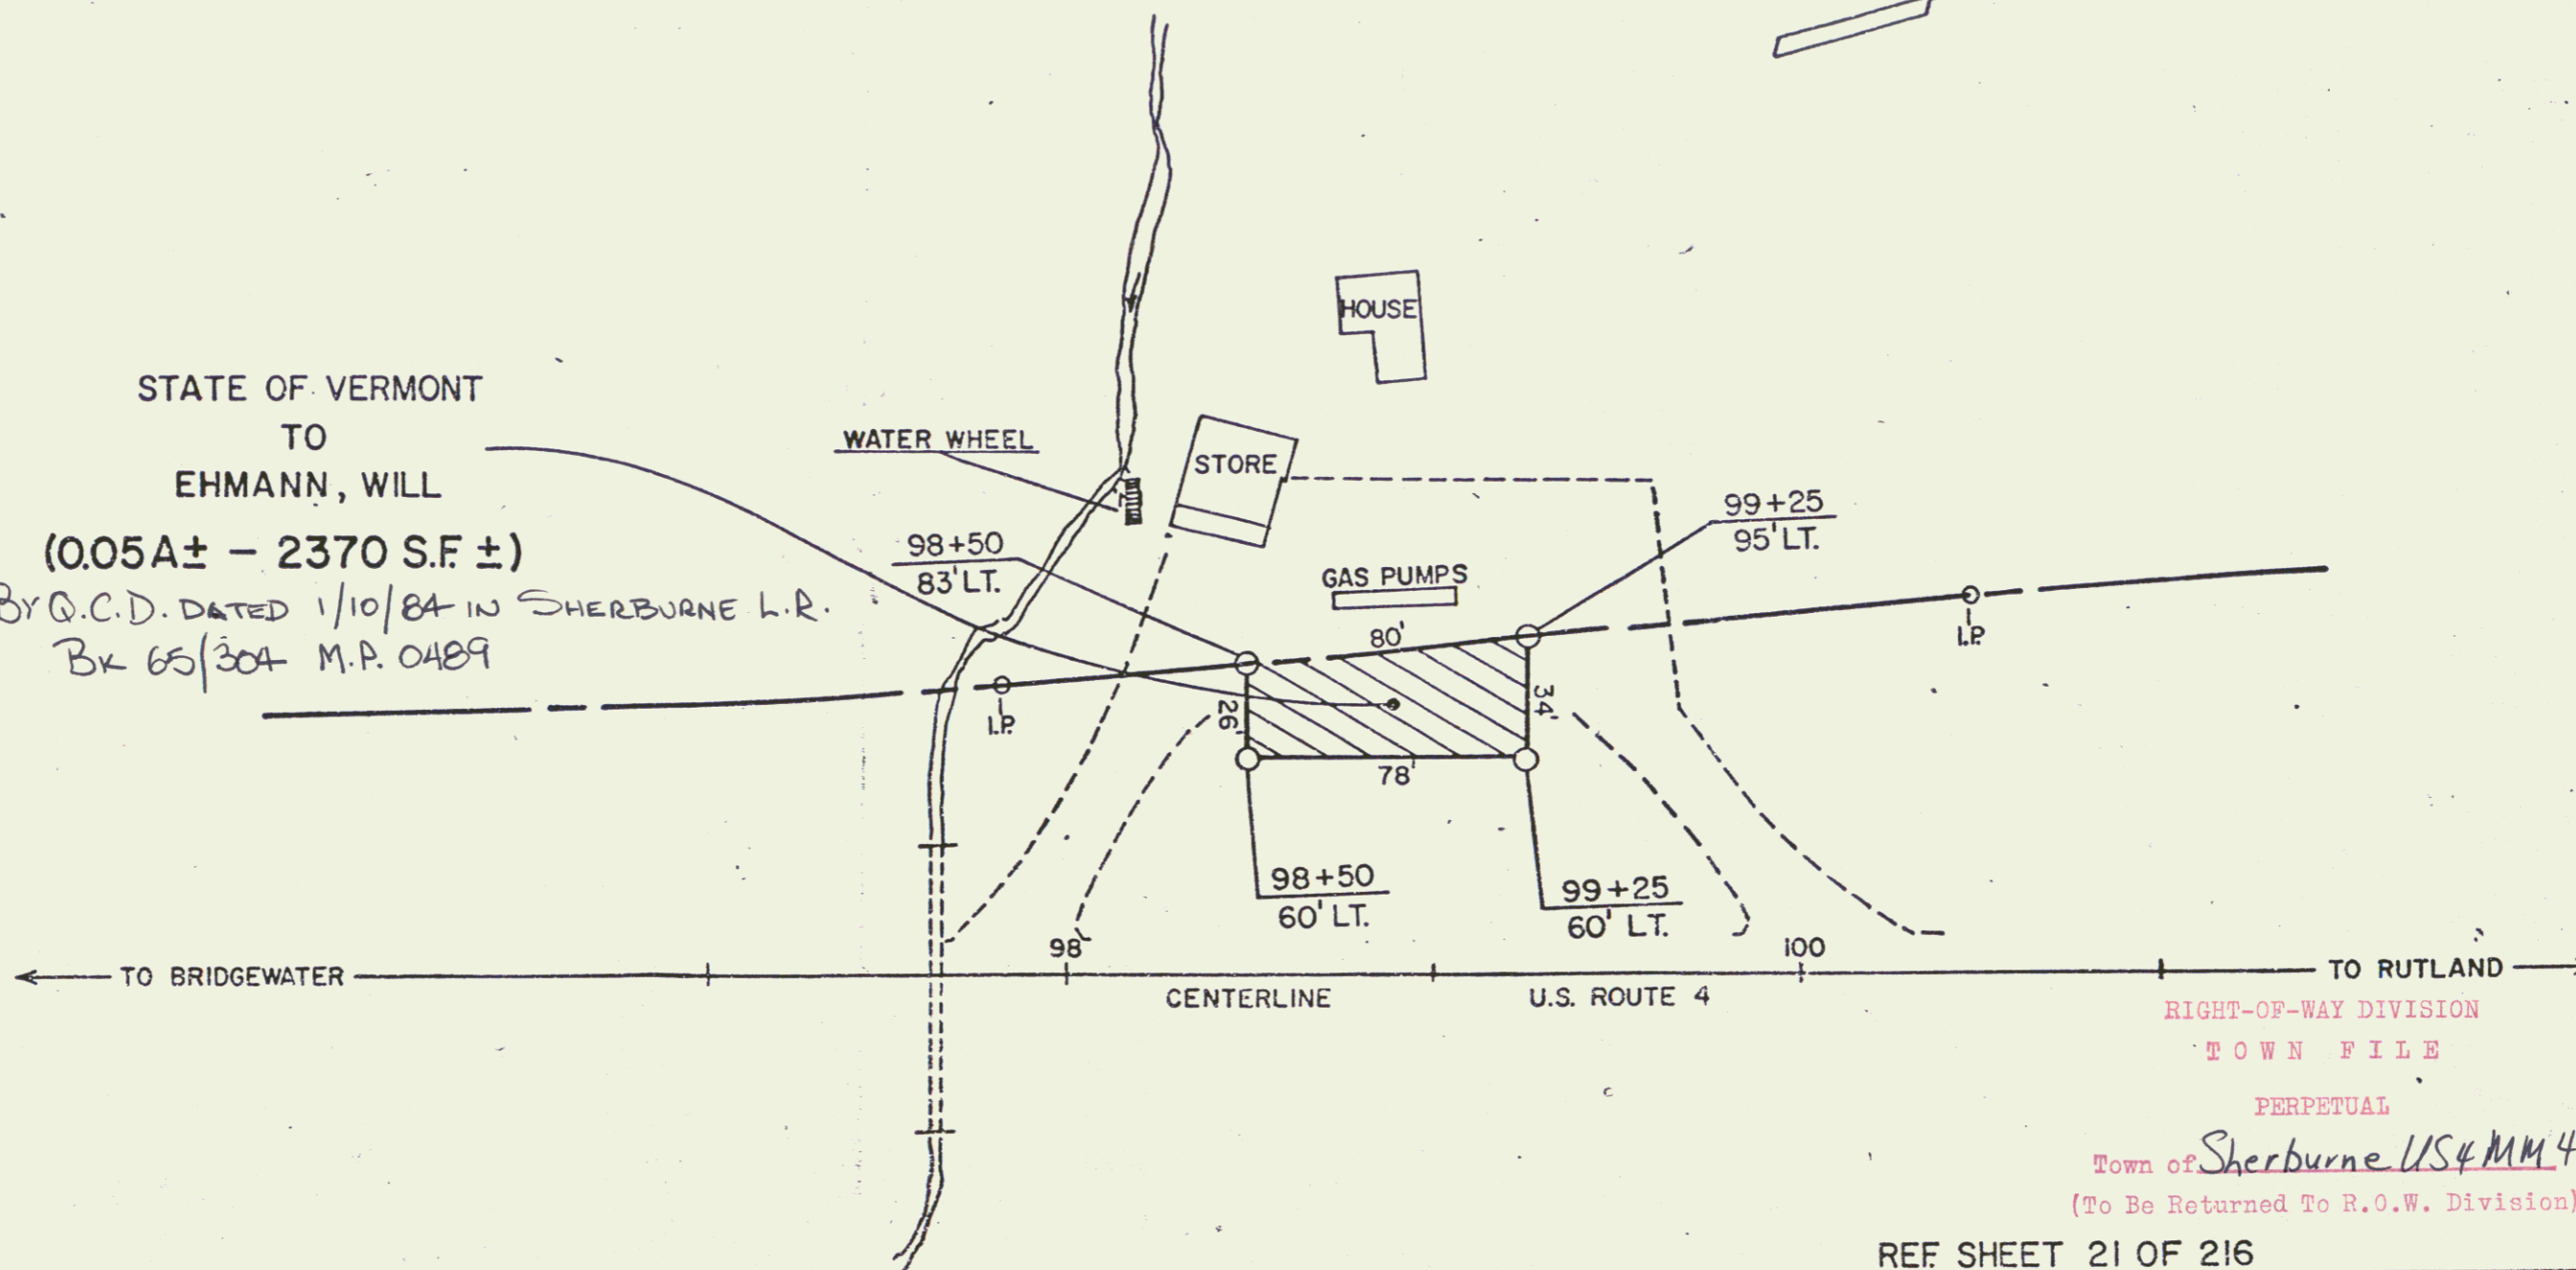 STATE OF VERMONT
TO
EHMANN, WILL
(0.05A± - 2370 S.F. ±)
BY Q.C.D. DATED 1/10/84 IN SHERBURNE L.R.
BK 65/304 M.P. 0489
WATER WHEEL
HOUSE
STORE
GAS PUMPS
98+50
83' LT.
99+25
95' LT.
80'
26'
34'
78'
I.P.
I.P.
98+50
60' LT.
99+25
60' LT.
98
100
TO BRIDGEWATER
CENTERLINE
U.S. ROUTE 4
TO RUTLAND
RIGHT-OF-WAY DIVISION
TOWN FILE
PERPETUAL
Town of Sherburne US4 MM 4
(To Be Returned To R.O.W. Division)
REF. SHEET 21 OF 216